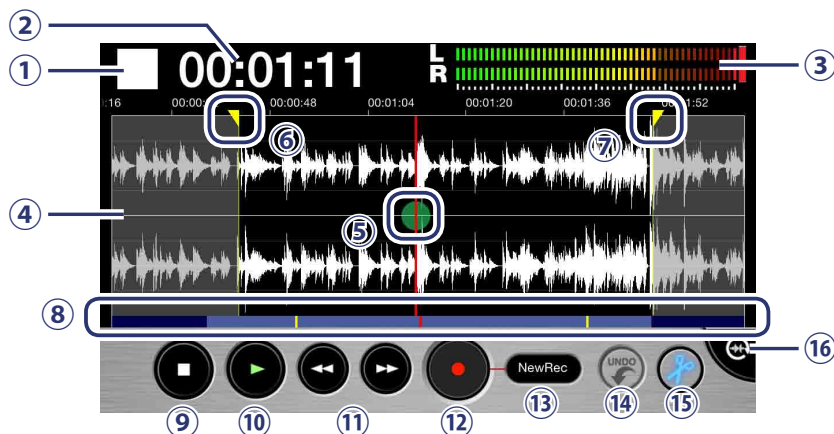 ②
① 00:01:11 L R ③
:16 00:00: 00:00:48 00:01:04 00:01:20 00:01:36 00:1:52
⑥ ⑦
④ ⑤
⑧
NewRec UNDO ⑯
⑨ ⑩ ⑪ ⑫ ⑬ ⑭ ⑮